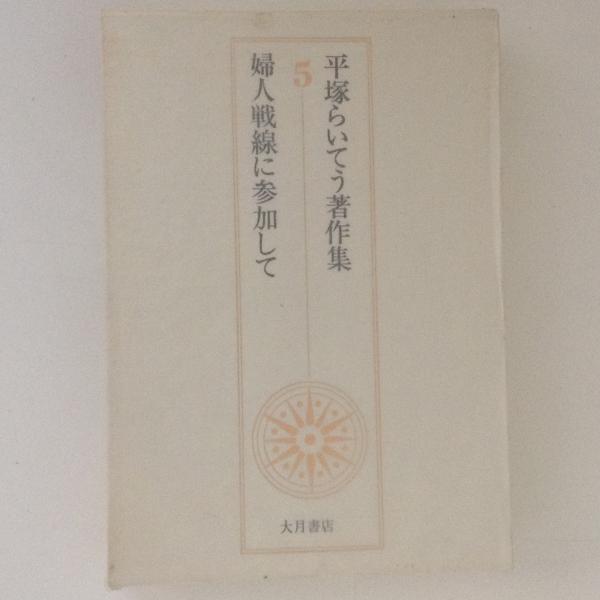 平塚らいてう著作集
5
婦人戦線に参加して
大月書店